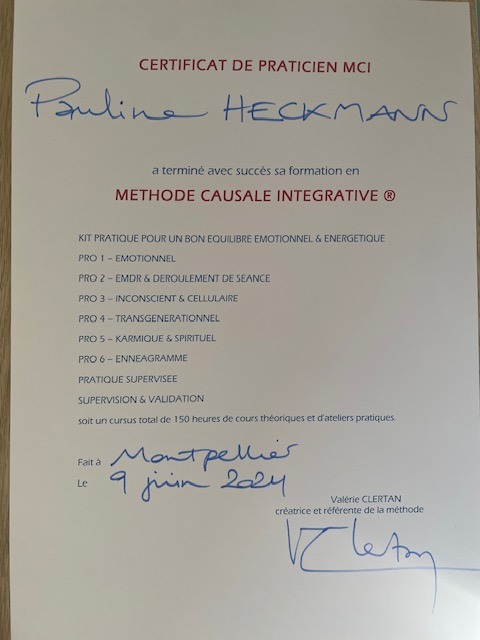 CERTIFICAT DE PRATICIEN MCI
Pauline HECKMANN
a terminé avec succès sa formation en
METHODE CAUSALE INTEGRATIVE ®
KIT PRATIQUE POUR UN BON EQUILIBRE EMOTIONNEL & ENERGETIQUE
PRO 1 – EMOTIONNEL
PRO 2 – EMDR & DEROULEMENT DE SEANCE
PRO 3 – INCONSCIENT & CELLULAIRE
PRO 4 – TRANSGENERATIONNEL
PRO 5 – KARMIQUE & SPIRITUEL
PRO 6 – ENNEAGRAMME
PRATIQUE SUPERVISEE
SUPERVISION & VALIDATION
soit un cursus total de 150 heures de cours théoriques et d'ateliers pratiques.
Fait à Montpellier
Le 9 juin 2024
Valérie CLERTAN
créatrice et référente de la méthode
VClertan